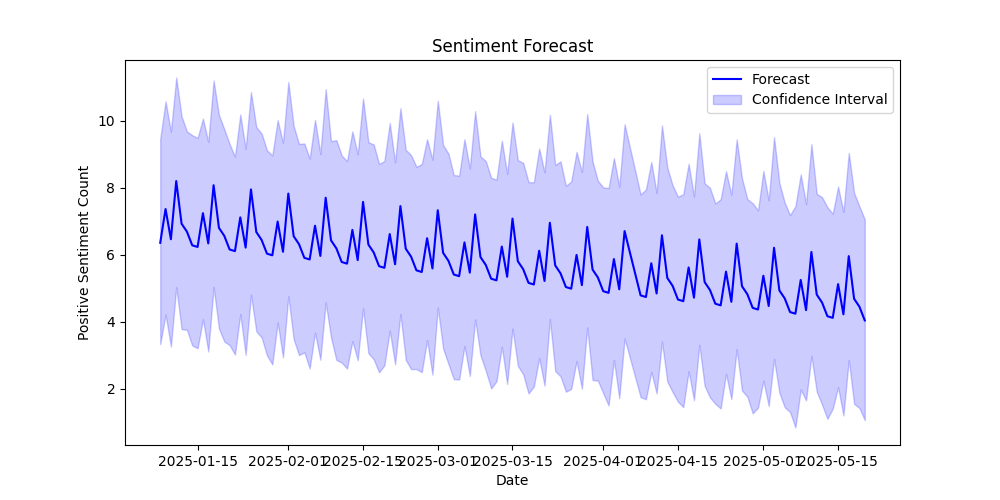 Sentiment Forecast
Forecast
Confidence Interval
Positive Sentiment Count
10
8
6
4
2
2025-01-15
2025-02-01
2025-02-15
2025-03-01
2025-03-15
2025-04-01
2025-04-15
2025-05-01
2025-05-15
Date